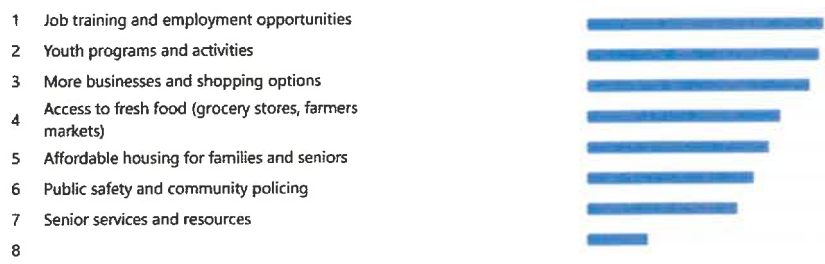 1 Job training and employment opportunities
2 Youth programs and activities
3 More businesses and shopping options
4 Access to fresh food (grocery stores, farmers
markets)
5 Affordable housing for families and seniors
6 Public safety and community policing
7 Senior services and resources
8